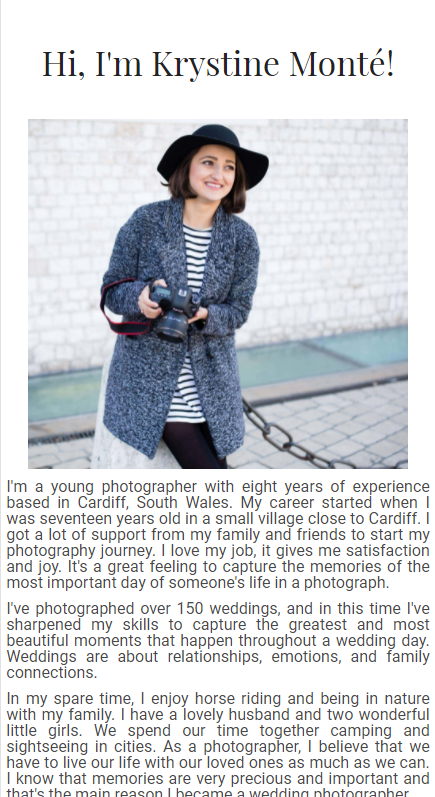 Hi, I'm Krystine Monté!
I'm a young photographer with eight years of experience
based in Cardiff, South Wales. My career started when I
was seventeen years old in a small village close to Cardiff. I
got a lot of support from my family and friends to start my
photography journey. I love my job, it gives me satisfaction
and joy. It's a great feeling to capture the memories of the
most important day of someone's life in a photograph.
I've photographed over 150 weddings, and in this time I've
sharpened my skills to capture the greatest and most
beautiful moments that happen throughout a wedding day.
Weddings are about relationships, emotions, and family
connections.
In my spare time, I enjoy horse riding and being in nature
with my family. I have a lovely husband and two wonderful
little girls. We spend our time together camping and
sightseeing in cities. As a photographer, I believe that we
have to live our life with our loved ones as much as we can.
I know that memories are very precious and important and
that's the main reason I became a wedding photographer.